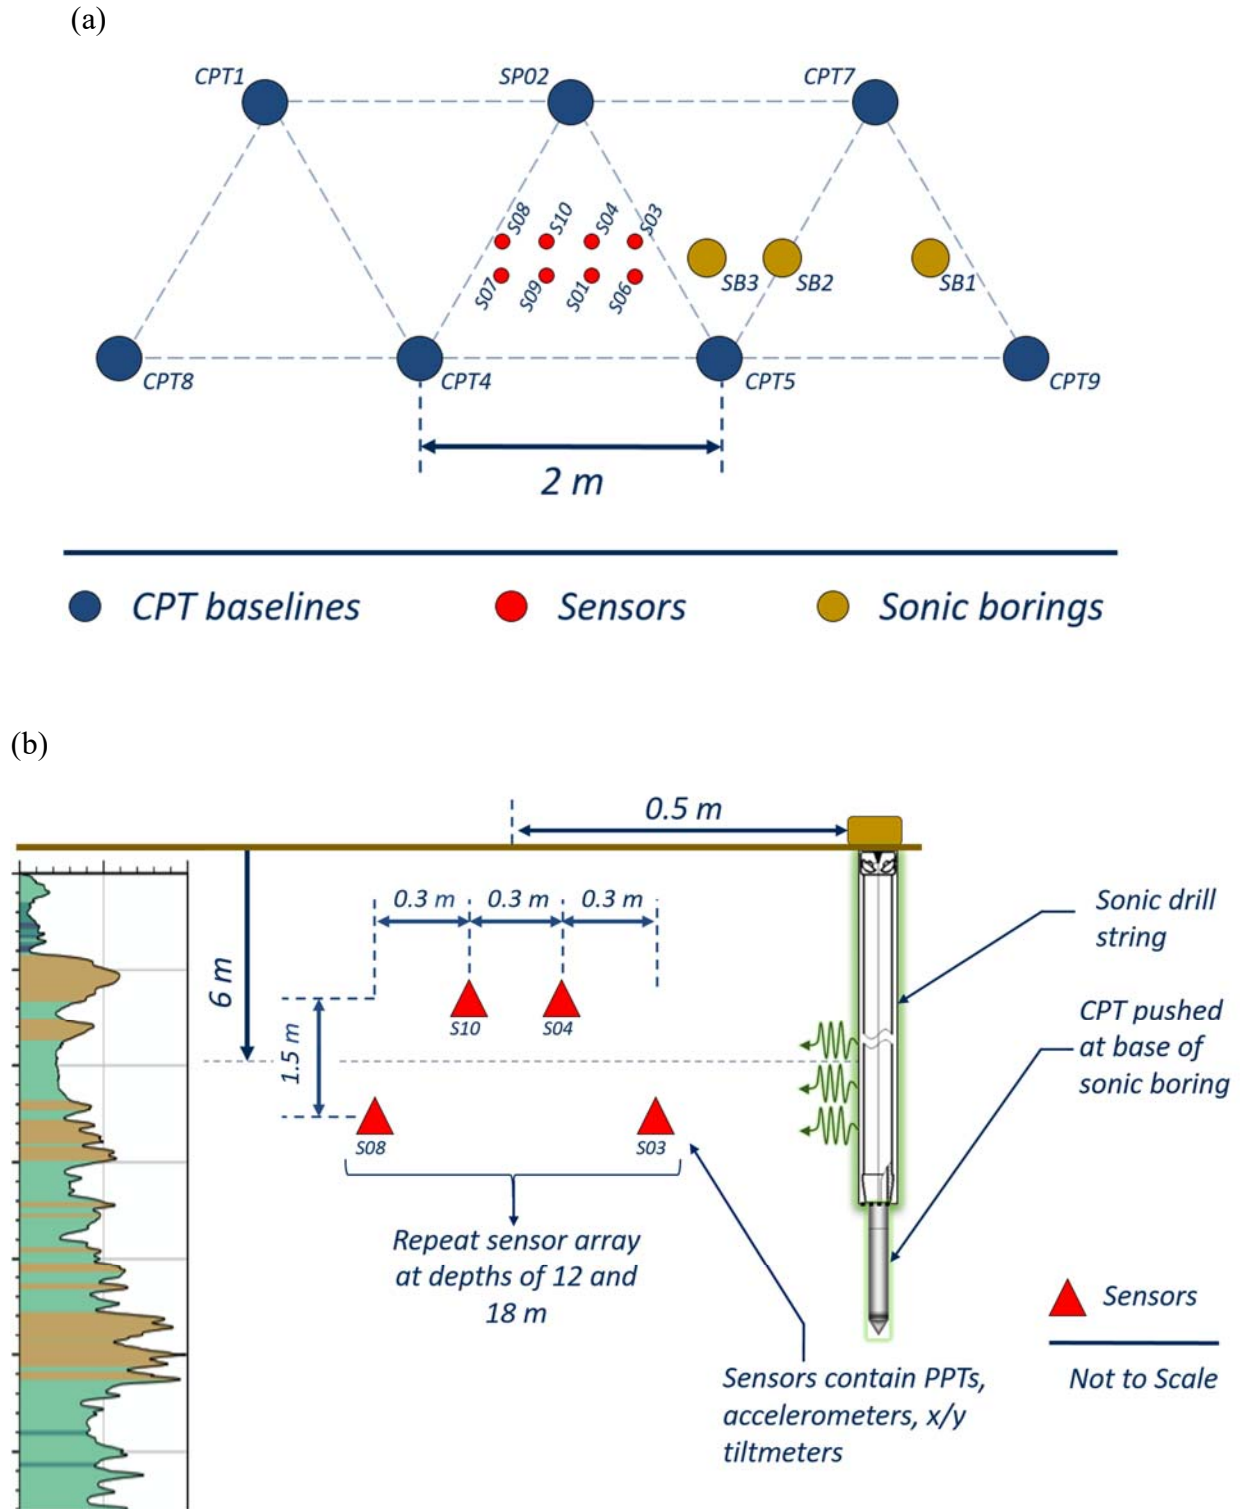 (a)
CPT1
SP02
CPT7
S08
S10
S04
S03
S07
S09
S01
S06
SB3
SB2
SB1
CPT8
CPT4
CPT5
CPT9
2 m
CPT baselines
Sensors
Sonic borings
(b)
0.5 m
0.3 m
0.3 m
0.3 m
6 m
1.5 m
S10
S04
S08
S03
Sonic drill
string
CPT pushed
at base of
sonic boring
Repeat sensor array
at depths of 12 and
18 m
Sensors
Not to Scale
Sensors contain PPTs,
accelerometers, x/y
tiltmeters